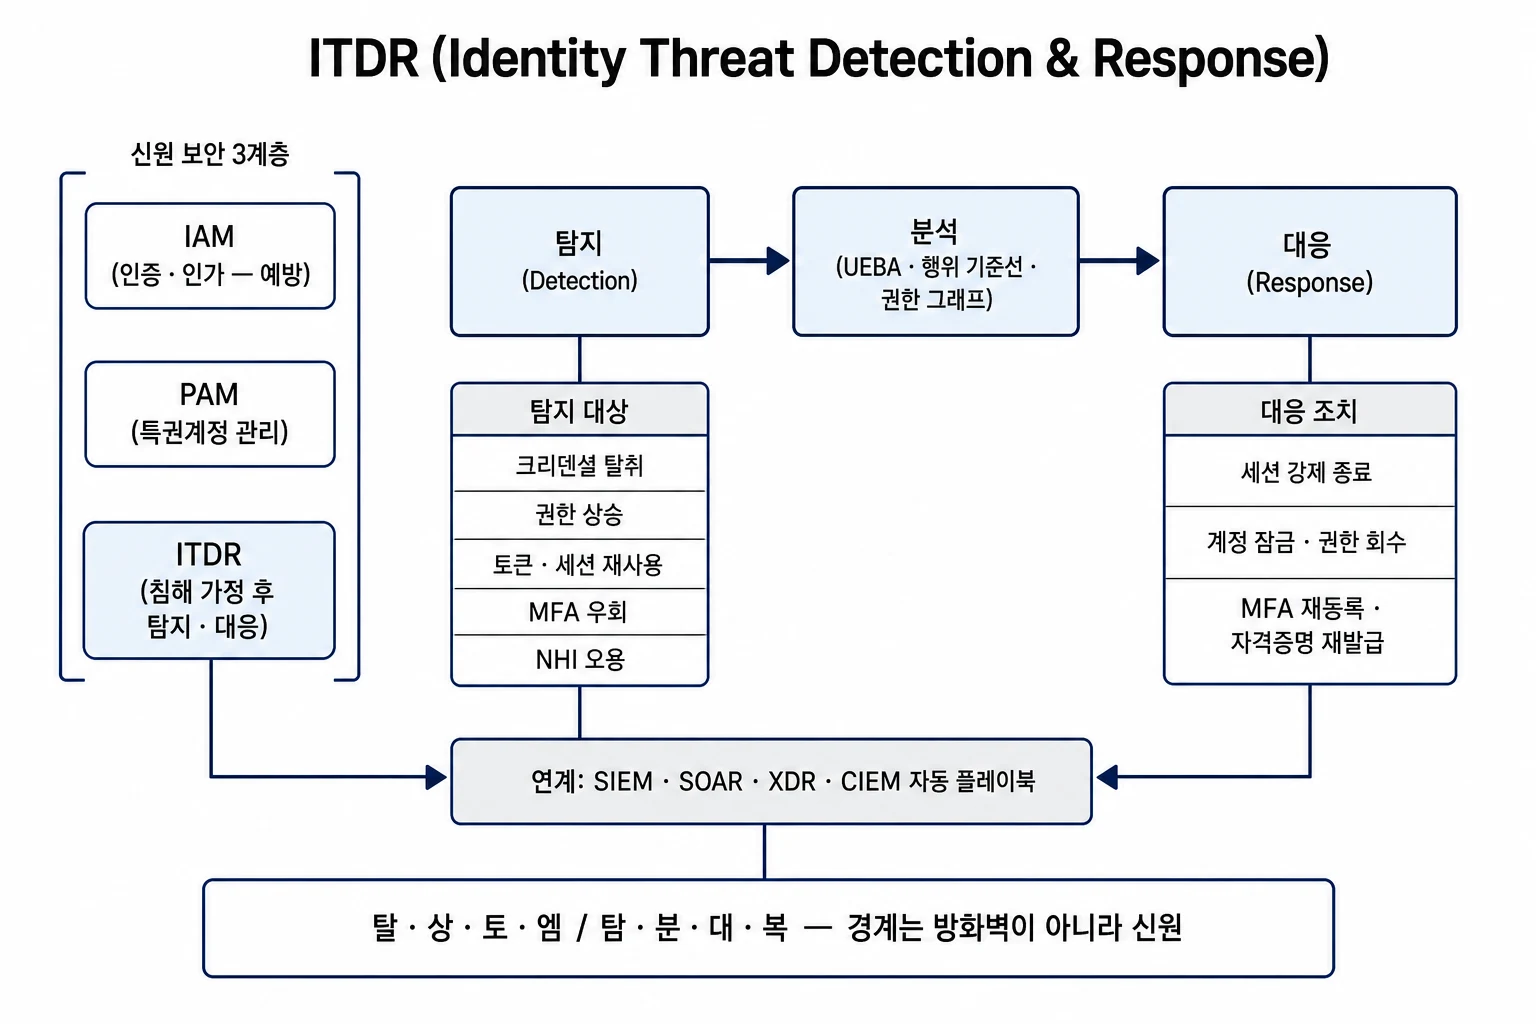 ITDR (Identity Threat Detection & Response)
신원 보안 3계층
IAM
(인증 · 인가 — 예방)
PAM
(특권계정 관리)
ITDR
(침해 가정 후
탐지 · 대응)
탐지
(Detection)
분석
(UEBA · 행위 기준선 ·
권한 그래프)
대응
(Response)
탐지 대상
크리덴셜 탈취
권한 상승
토큰 · 세션 재사용
MFA 우회
NHI 오용
대응 조치
세션 강제 종료
계정 잠금 · 권한 회수
MFA 재동록 ·
자격증명 재발급
연계: SIEM · SOAR · XDR · CIEM 자동 플레이북
탈 · 상 · 토 · 엠 / 탐 · 분 · 대 · 복 — 경계는 방화벽이 아니라 신원